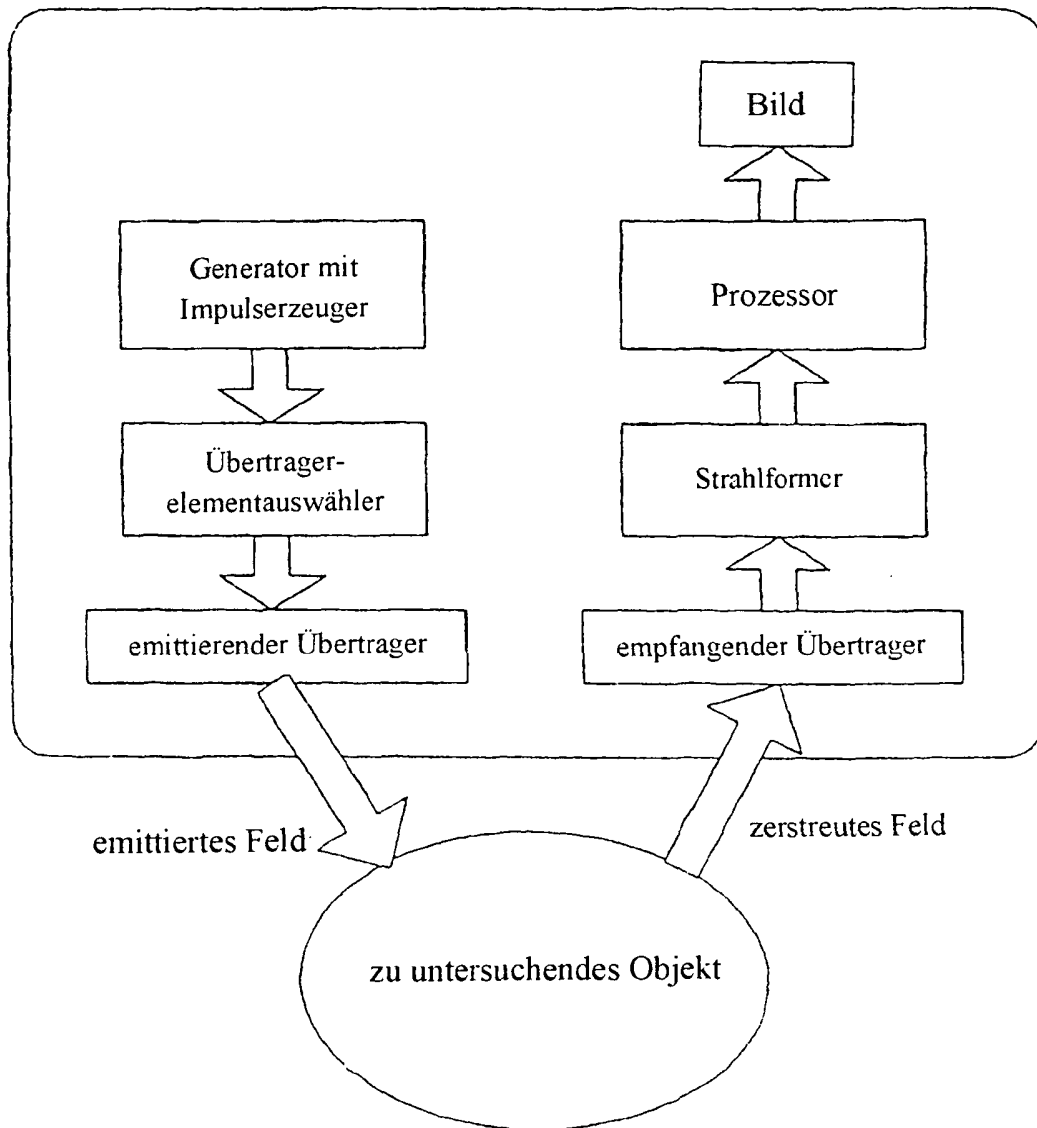 Bild
Generator mit
Impulserzeuger
Prozessor
Übertrager-
elementauswähler
Strahlformer
emittierender Übertrager
empfangender Übertrager
emittiertes Feld
zerstreutes Feld
zu untersuchendes Objekt